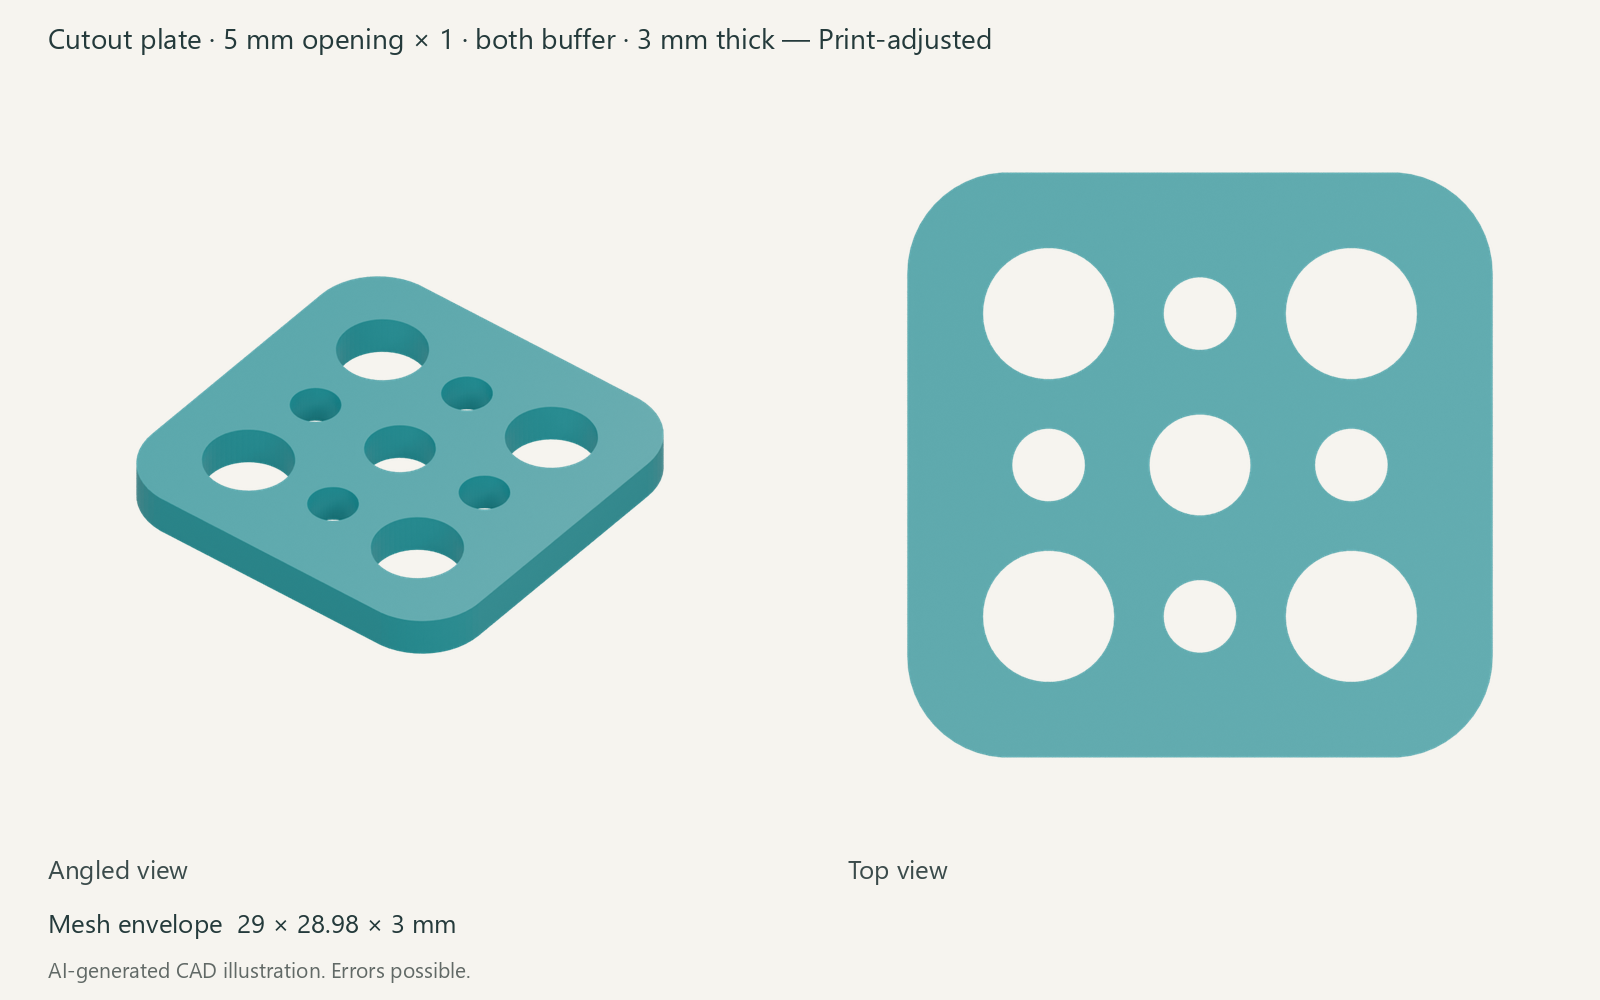 Cutout plate · 5 mm opening × 1 · both buffer · 3 mm thick — Print-adjusted
Angled view
Top view
Mesh envelope  29 × 28.98 × 3 mm
AI-generated CAD illustration. Errors possible.